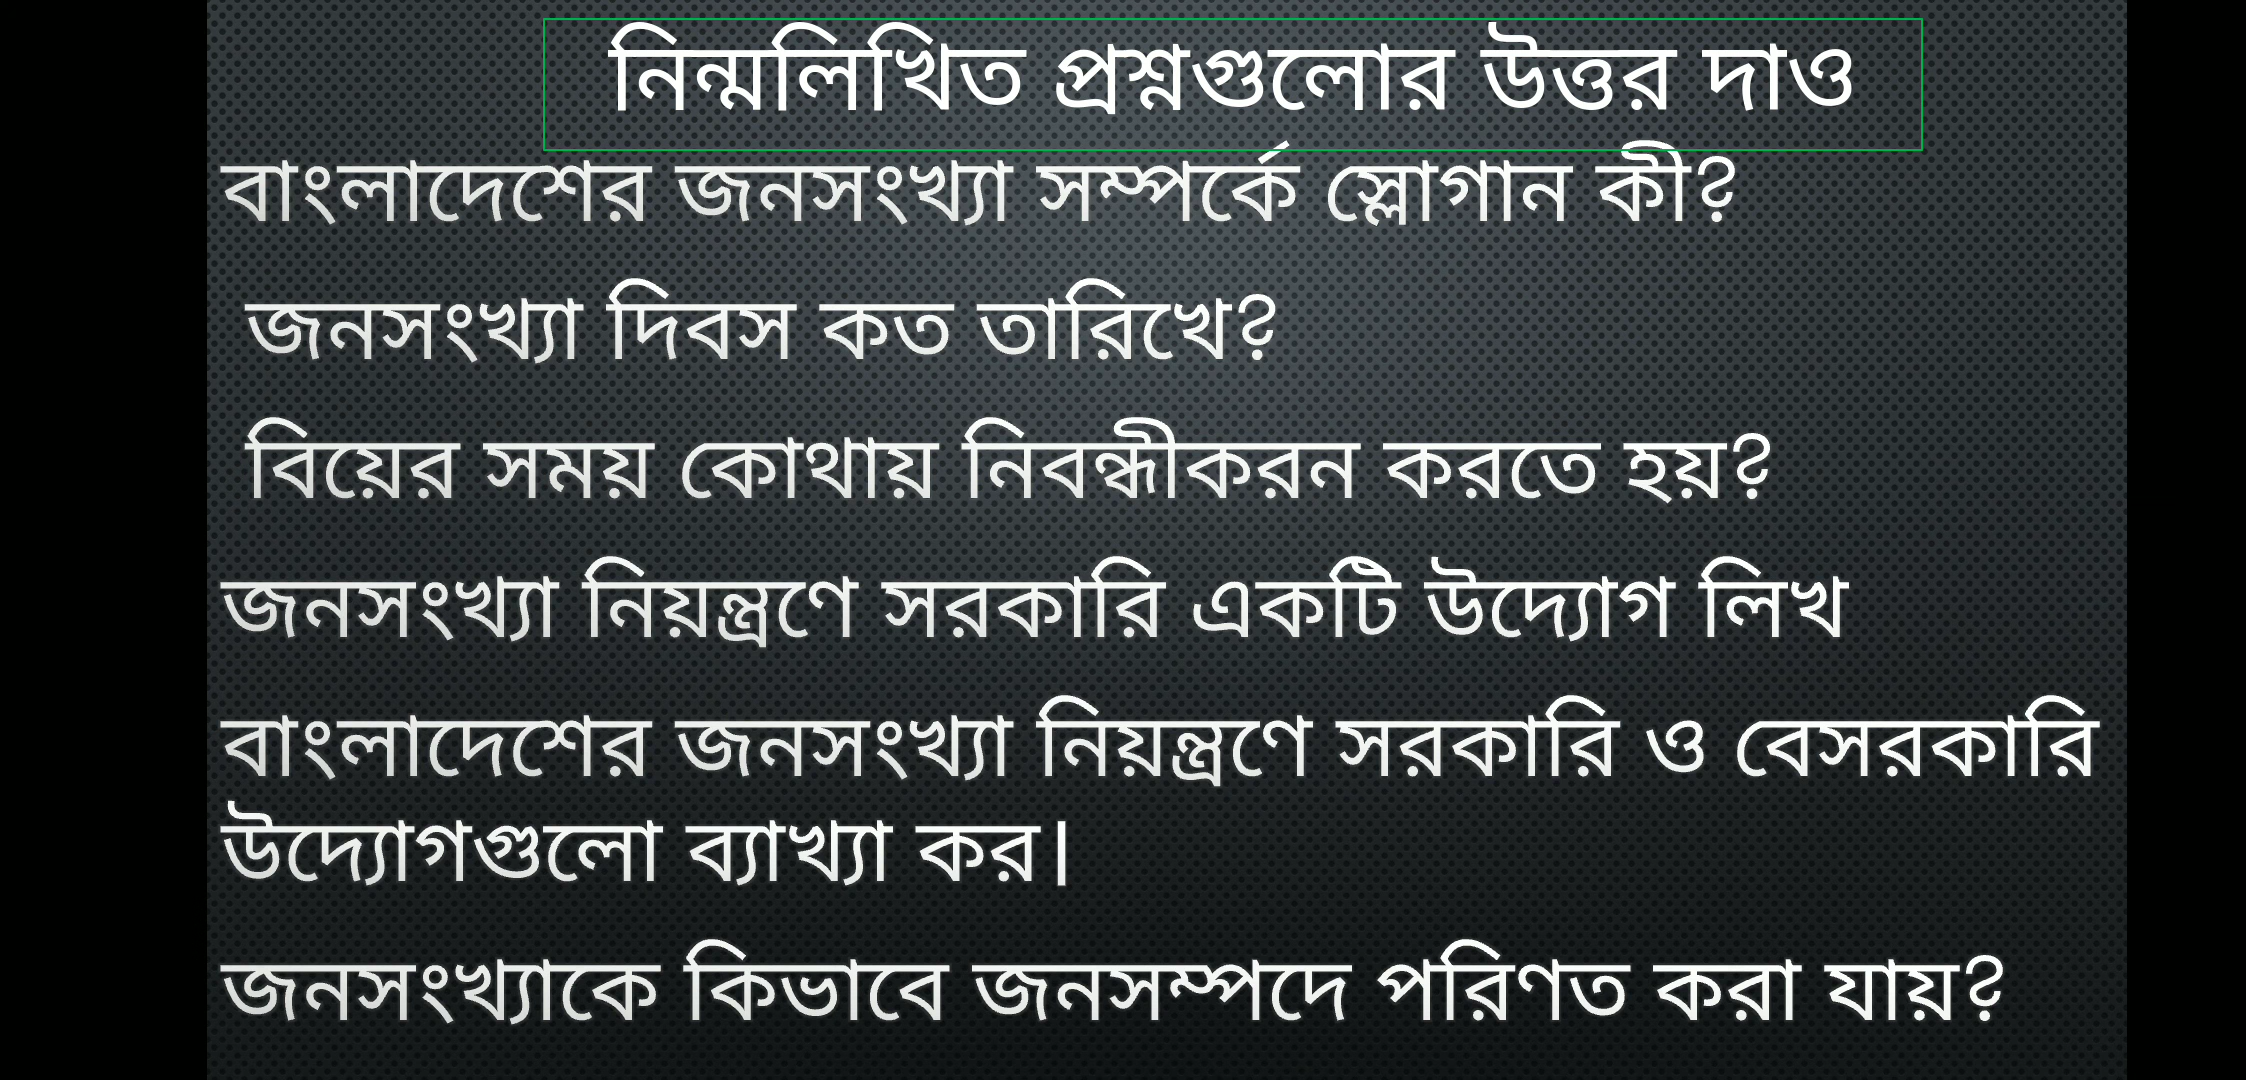 নিন্মলিখিত প্রশ্নগুলোর উত্তর দাও
বাংলাদেশের জনসংখ্যা সম্পর্কে স্লোগান কী?
জনসংখ্যা দিবস কত তারিখে?
বিয়ের সময় কোথায় নিবন্ধীকরন করতে হয়?
জনসংখ্যা নিয়ন্ত্রণে সরকারি একটি উদ্যোগ লিখ
বাংলাদেশের জনসংখ্যা নিয়ন্ত্রণে সরকারি ও বেসরকারি
উদ্যোগগুলো ব্যাখ্যা কর।
জনসংখ্যাকে কিভাবে জনসম্পদে পরিণত করা যায়?